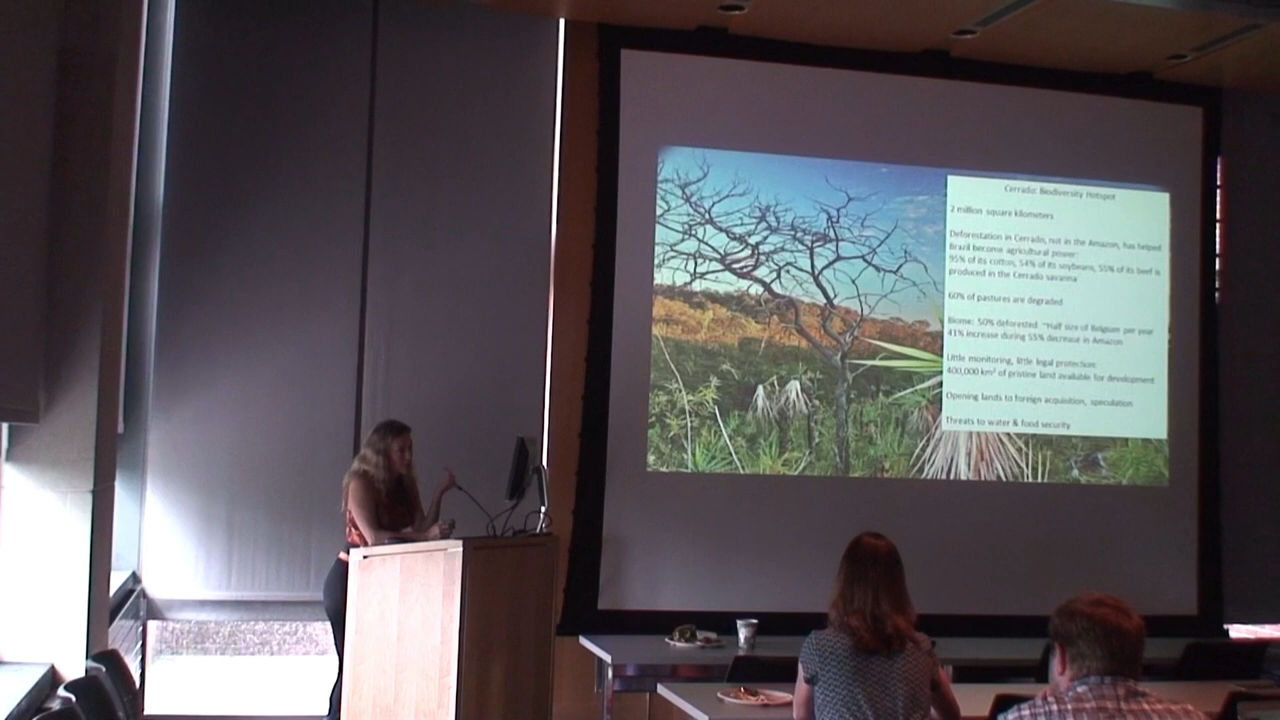 Cerrado: Biodiversity Hotspot
2 million square kilometers
Deforestation in Cerrado, not in the Amazon, has helped
Brazil become agricultural power:
95% of its cotton, 54% of its soybeans, 55% of its beef is
produced in the Cerrado savanna
60% of pastures are degraded
Biome: 50% deforested ~Half size of Belgium per year
41% increase during 55% decrease in Amazon
Little monitoring, little legal protection:
400,000 km² of pristine land available for development
Opening lands to foreign acquisition, speculation
Threats to water & food security